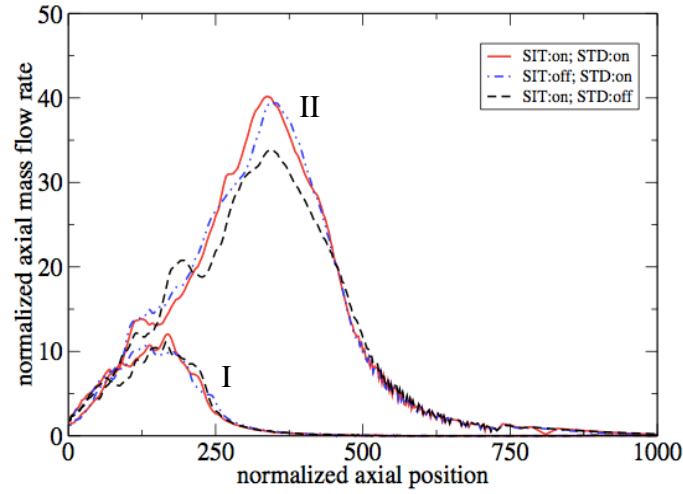 50
40
30
20
10
0
normalized axial mass flow rate
SIT:on; STD:on
SIT:off; STD:on
SIT:on; STD:off
II
I
0 250 500 750 1000
normalized axial position